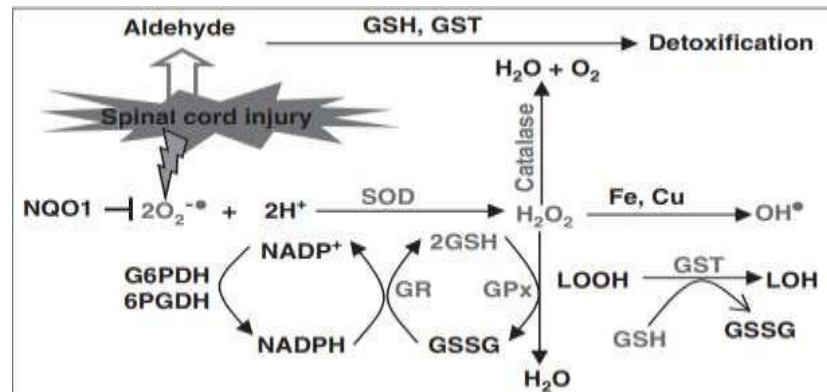 Aldehyde
GSH, GST
Detoxification
H₂O + O₂
Spinal cord injury
Catalase
NQO1
2O₂⁻•
+
2H⁺
SOD
H₂O₂
Fe, Cu
OH•
NADP⁺
2GSH
G6PDH
6PGDH
GR
GPx
LOOH
GST
LOH
NADPH
GSSG
GSH
GSSG
H₂O